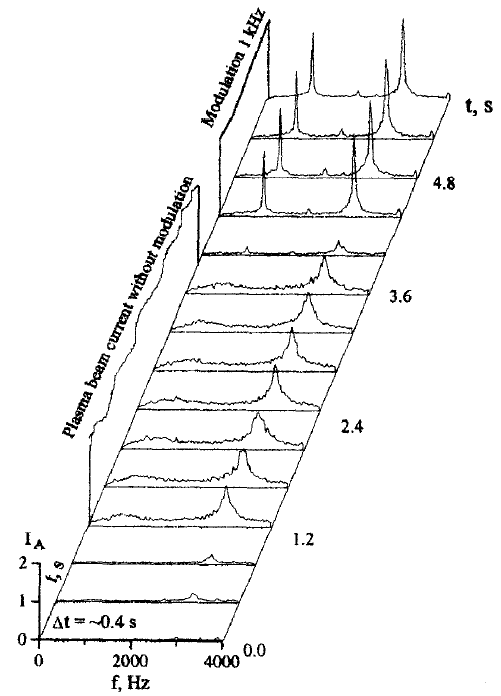 Modulation 1 kHz
t, s
4.8
Plasma beam current without modulation
3.6
2.4
1.2
I A
2
t, s
1
Δt = ~0.4 s
0
0.0
0
2000
4000
f, Hz